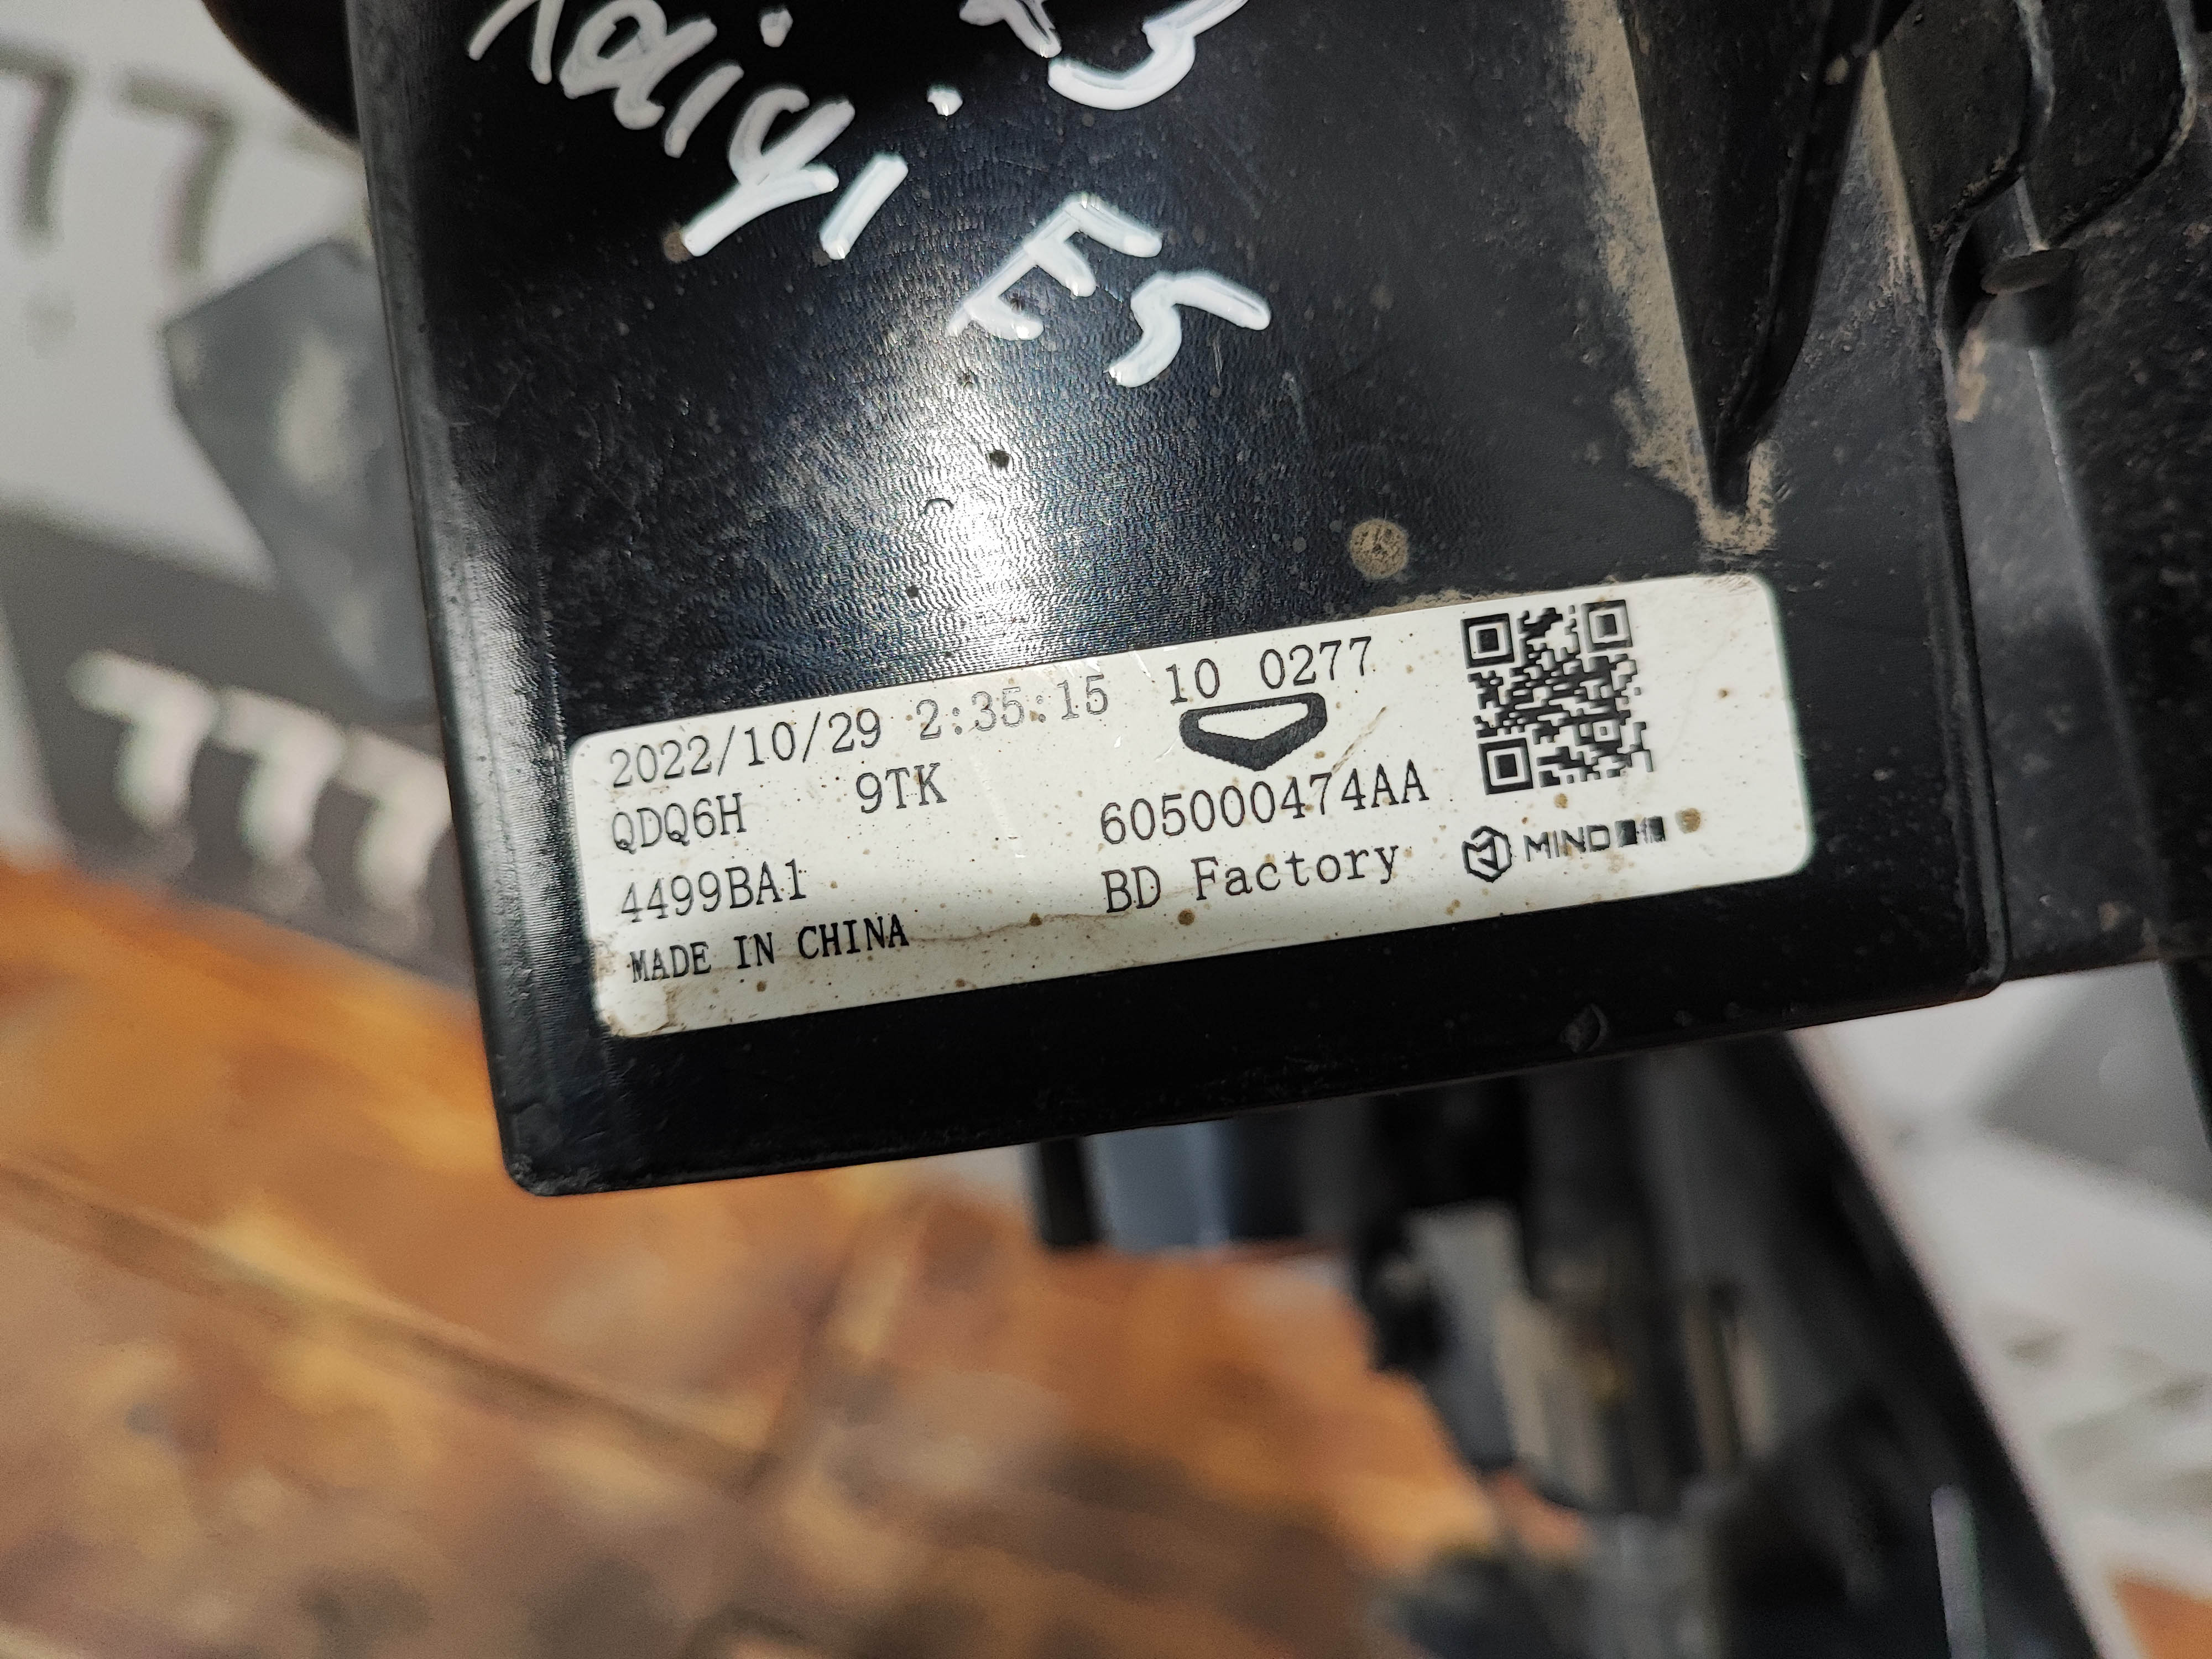 Kaiyi E5
2022/10/29 2:35:15 10 0277
QDQ6H 9TK 605000474AA
4499BA1 BD Factory MIND
MADE IN CHINA